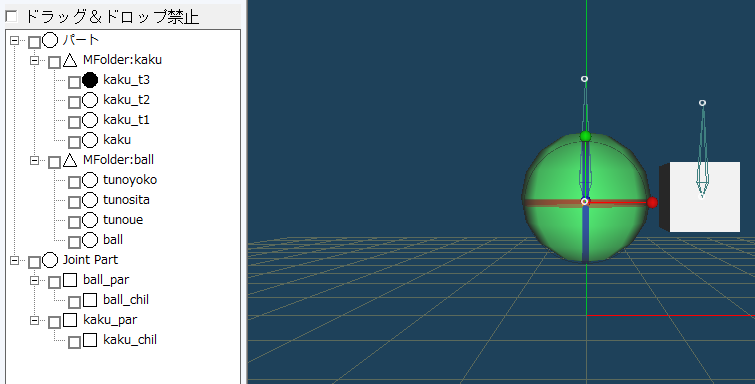 ドラッグ＆ドロップ禁止
パート
MFolder:kaku
kaku_t3
kaku_t2
kaku_t1
kaku
MFolder:ball
tunoyoko
tunosita
tunoue
ball
Joint Part
ball_par
ball_chil
kaku_par
kaku_chil